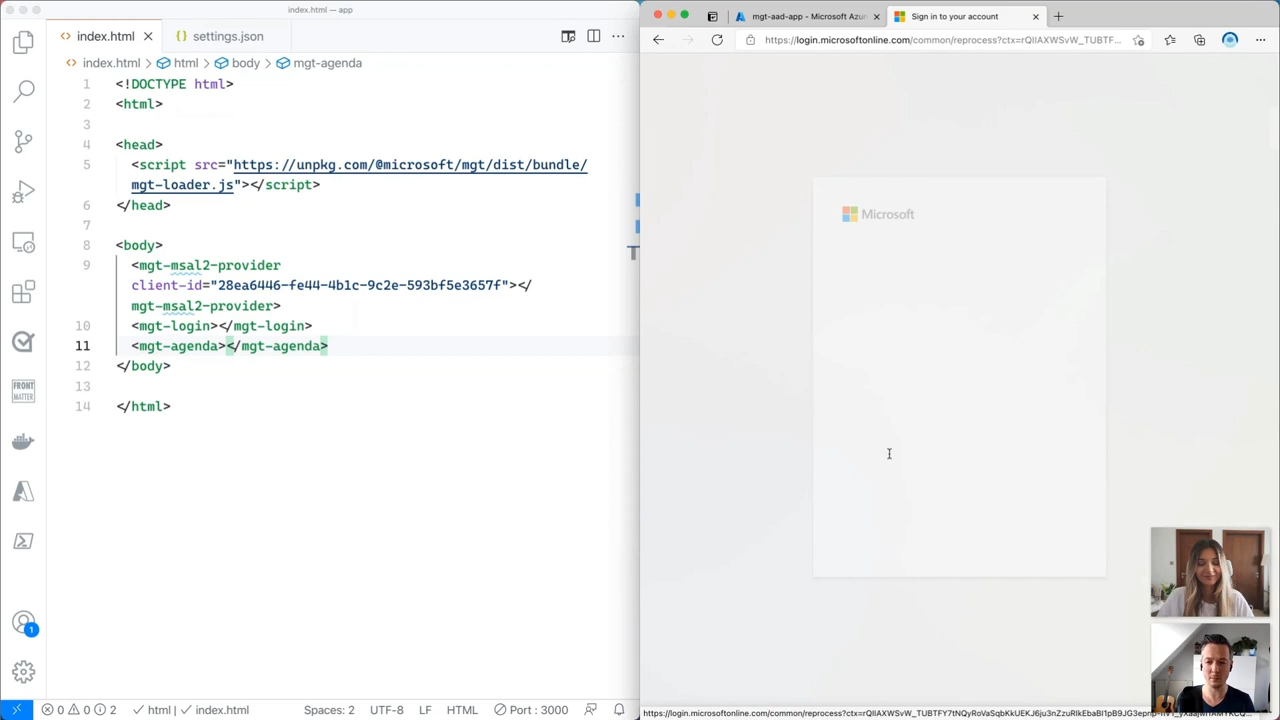 index.html — app
index.html
settings.json
index.html > html > body > mgt-agenda
1 <!DOCTYPE html>
2 <html>
3
4 <head>
5 <script src="https://unpkg.com/@microsoft/mgt/dist/bundle/
mgt-loader.js"></script>
6 </head>
7
8 <body>
9 <mgt-msal2-provider
client-id="28ea6446-fe44-4b1c-9c2e-593bf5e3657f"></
mgt-msal2-provider>
10 <mgt-login></mgt-login>
11 <mgt-agenda></mgt-agenda>
12 </body>
13
14 </html>
FRONT
MATTER
1
0 0 2 html | index.html Spaces: 2 UTF-8 LF HTML Port : 3000
mgt-aad-app - Microsoft Azu
Sign in to your account
Microsoft